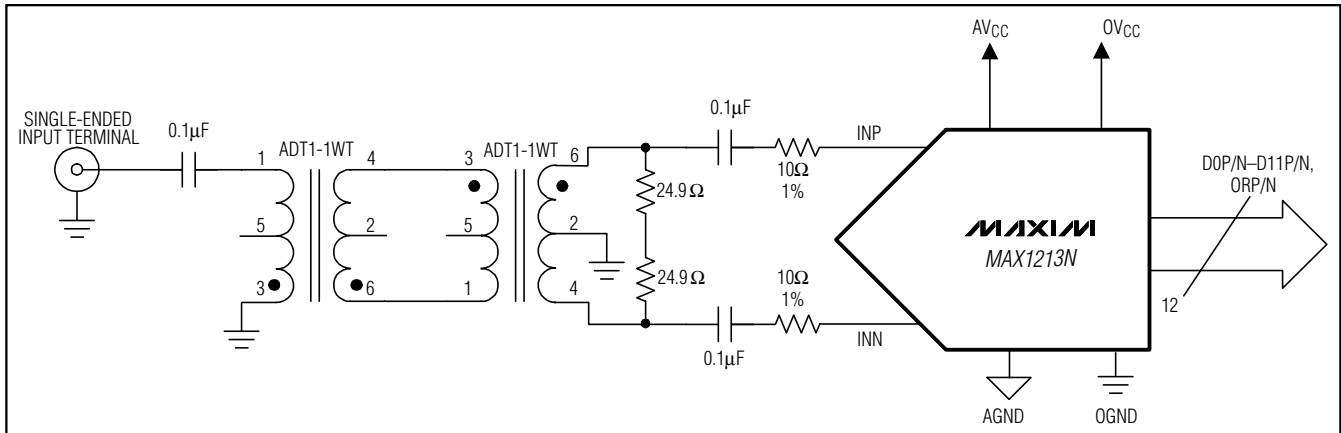 SINGLE-ENDED
INPUT TERMINAL
0.1μF
1
5
3
ADT1-1WT
4
2
6
3
5
1
ADT1-1WT
6
2
4
24.9Ω
24.9Ω
0.1μF
10Ω
1%
INP
0.1μF
10Ω
1%
INN
AVCC
OVCC
MAXIM
MAX1213N
AGND
OGND
D0P/N–D11P/N,
ORP/N
12